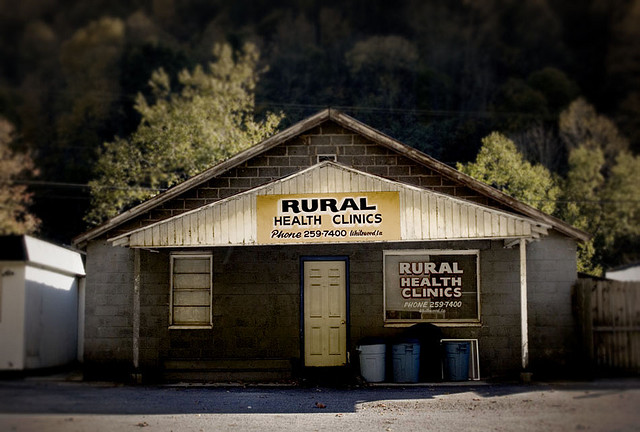 RURAL
HEALTH CLINICS
Phone 259-7400
RURAL
HEALTH
CLINICS
PHONE 259-7400